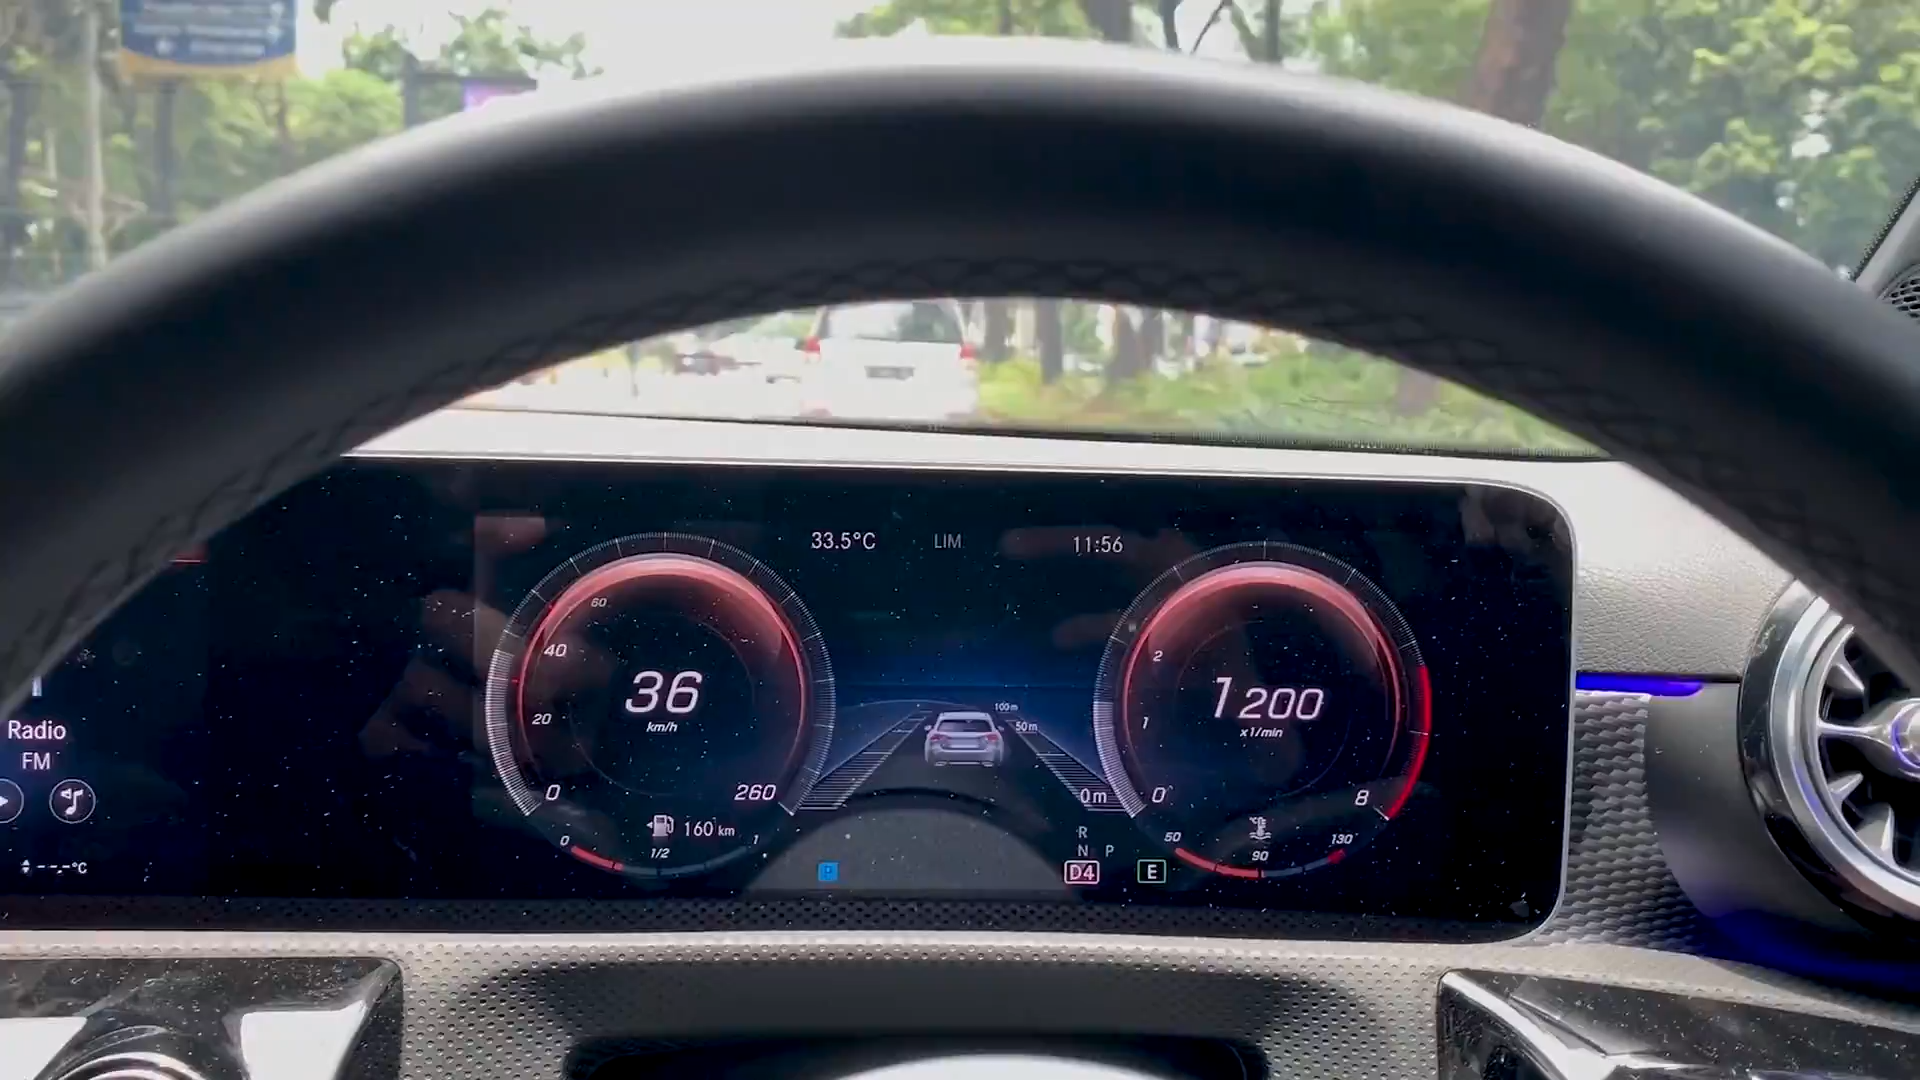 33.5°C
LIM
11:56
60
40
20
0
260
36
km/h
0
1/2
1
160 km
100m
50m
0m
2
1
0
8
1200
x1/min
50
90
130
°C
R
N P
D4
E
P
Radio
FM
--.-°C